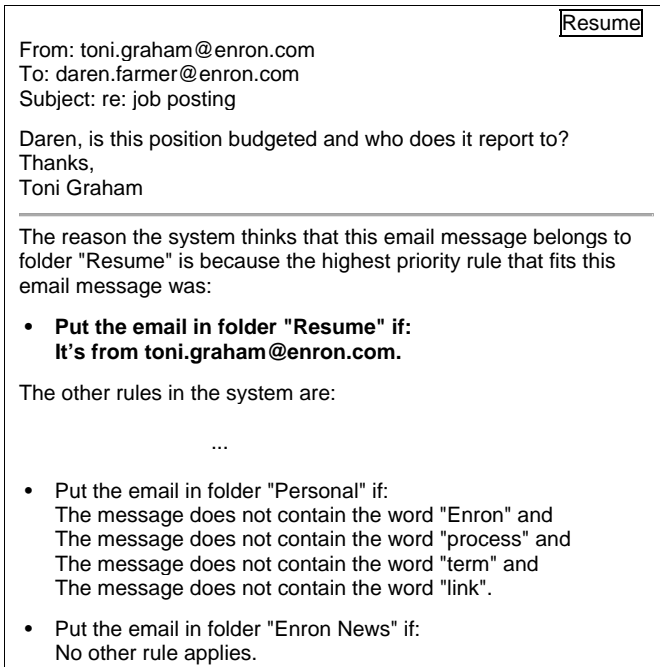 Resume
From: toni.graham@enron.com
To: daren.farmer@enron.com
Subject: re: job posting
Daren, is this position budgeted and who does it report to?
Thanks,
Toni Graham
The reason the system thinks that this email message belongs to
folder "Resume" is because the highest priority rule that fits this
email message was:
• Put the email in folder "Resume" if:
It’s from toni.graham@enron.com.
The other rules in the system are:
...
• Put the email in folder "Personal" if:
The message does not contain the word "Enron" and
The message does not contain the word "process" and
The message does not contain the word "term" and
The message does not contain the word "link".
• Put the email in folder "Enron News" if:
No other rule applies.